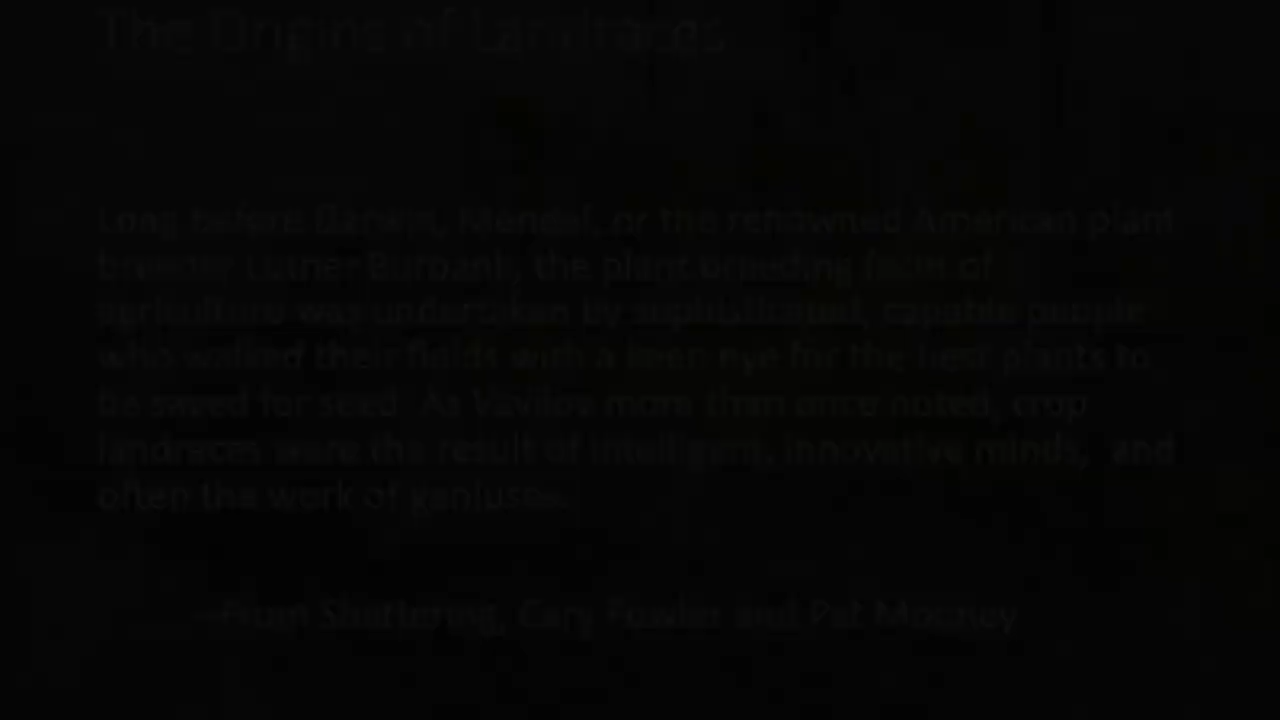 The Origins of Landraces
Long before Darwin, Mendel, or the renowned American plant
breeder Luther Burbank, the plant breeding form of
agriculture was undertaken by sophisticated, capable people
who walked their fields with a keen eye for the best plants to
be saved for seed. As Vavilov more than once noted, crop
landraces were the result of intelligent, innovative minds, and
often the work of geniuses.
—From Shattering, Cary Fowler and Pat Mooney